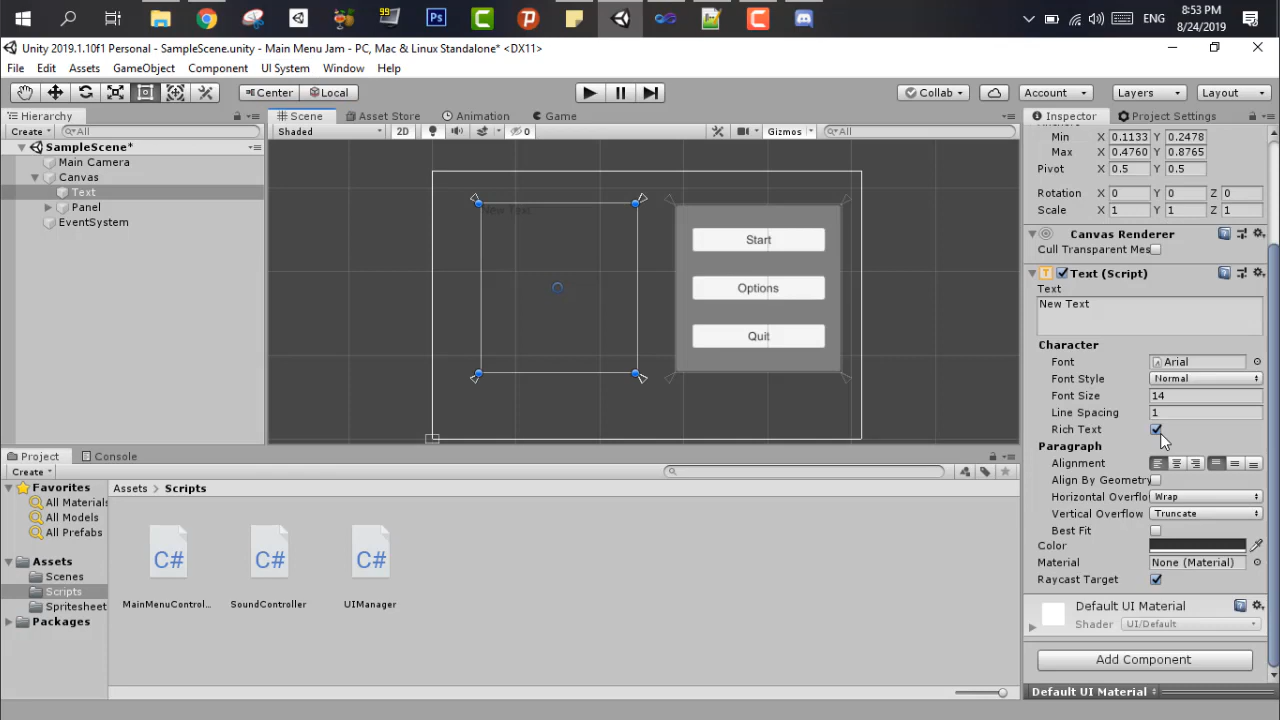 8:53 PM
ENG
8/24/2019
Unity 2019.1.10f1 Personal - SampleScene.unity - Main Menu Jam - PC, Mac & Linux Standalone* <DX11>
File Edit Assets GameObject Component UI System Window Help
Center Local Collab Account Layers Layout
Hierarchy Scene Asset Store Animation Game Inspector Project Settings
Create All Shaded 2D 0 Gizmos All
SampleScene*
Main Camera
Canvas
Text
Panel
EventSystem
New Text
Start
Options
Quit
Min X 0.1133 Y 0.2478
Max X 0.4760 Y 0.8765
Pivot X 0.5 Y 0.5
Rotation X 0 Y 0 Z 0
Scale X 1 Y 1 Z 1
Canvas Renderer
Cull Transparent Mes
Text (Script)
Text
New Text
Character
Font Arial
Font Style Normal
Font Size 14
Line Spacing 1
Rich Text
Paragraph
Alignment
Align By Geometry
Horizontal Overflo Wrap
Vertical Overflow Truncate
Best Fit
Color
Material None (Material)
Raycast Target
Default UI Material
Shader UI/Default
Add Component
Default UI Material
Project Console
Create
Favorites
All Materials
All Models
All Prefabs
Assets
Scenes
Scripts
Spritesheet
Packages
Assets > Scripts
C# C# C#
MainMenuControl... SoundController UIManager